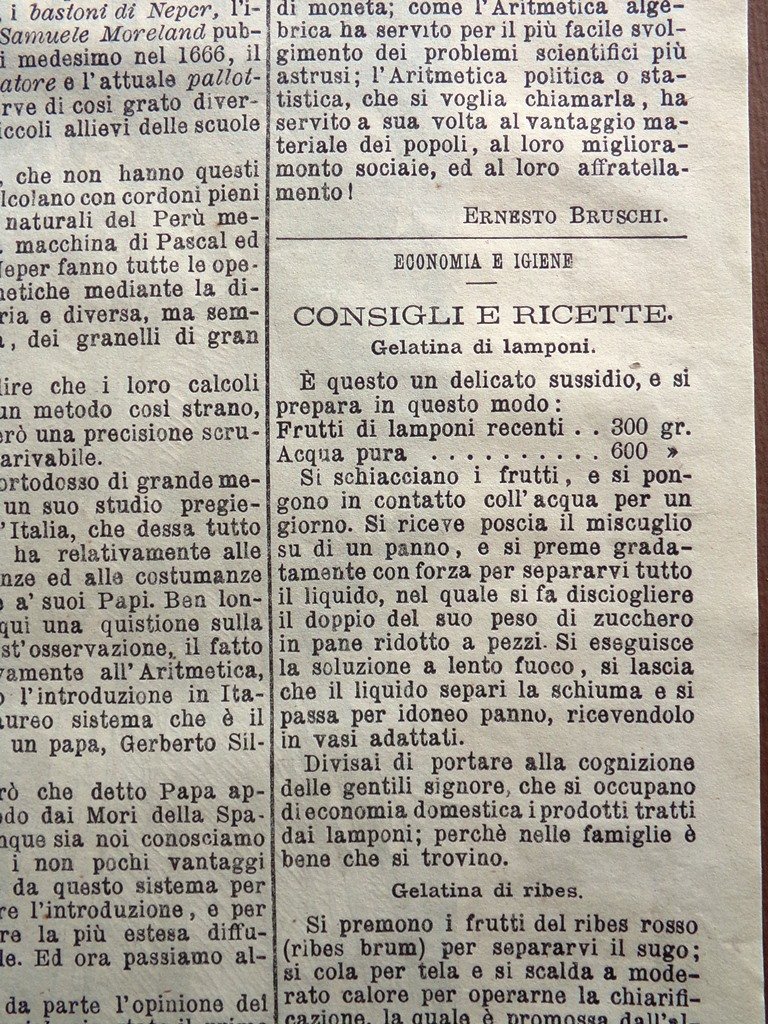 , i bastoni di Neper, l'i-
Samuele Moreland pub-
i medesimo nel 1666, il
atore e l'attuale pallot-
rve di così grato diver-
iccoli allievi delle scuole
, che non hanno questi
lcolano con cordoni pieni
naturali del Perù me-
macchina di Pascal ed
Neper fanno tutte le ope-
netiche mediante la di-
ria e diversa, ma sem-
, dei granelli di gran
lire che i loro calcoli
un metodo così strano,
erò una precisione scru-
arivabile.
ortodosso di grande me-
un suo studio pregie-
l'Italia, che dessa tutto
ha relativamente alle
nze ed alle costumanze
e a' suoi Papi. Ben lon-
qui una quistione sulla
st'osservazione, il fatto
vamente all'Aritmetica,
o l'introduzione in Ita-
aureo sistema che è il
un papa, Gerberto Sil-
rò che detto Papa ap-
odo dai Mori della Spa-
nque sia noi conosciamo
i non pochi vantaggi
da questo sistema per
re l'introduzione, e per
re la più estesa diffu-
le. Ed ora passiamo al-
da parte l'opinione del
di moneta; come l'Aritmetica alge-
brica ha servito per il più facile svol-
gimento dei problemi scientifici più
astrusi; l'Aritmetica politica o sta-
tistica, che si voglia chiamarla, ha
servito a sua volta al vantaggio ma-
teriale dei popoli, al loro migliora-
monto sociaie, ed al loro affratella-
mento!
ERNESTO BRUSCHI.
ECONOMIA E IGIENE
CONSIGLI E RICETTE.
Gelatina di lamponi.
È questo un delicato sussidio, e si
prepara in questo modo:
Frutti di lamponi recenti . . 300 gr.
Acqua pura . . . . . . . . . . 600 »
Si schiacciano i frutti, e si pon-
gono in contatto coll'acqua per un
giorno. Si riceve poscia il miscuglio
su di un panno, e si preme grada-
tamente con forza per separarvi tutto
il liquido, nel quale si fa disciogliere
il doppio del suo peso di zucchero
in pane ridotto a pezzi. Si eseguisce
la soluzione a lento fuoco, si lascia
che il liquido separi la schiuma e si
passa per idoneo panno, ricevendolo
in vasi adattati.
Divisai di portare alla cognizione
delle gentili signore, che si occupano
di economia domestica i prodotti tratti
dai lamponi; perchè nelle famiglie è
bene che si trovino.
Gelatina di ribes.
Si premono i frutti del ribes rosso
(ribes brum) per separarvi il sugo;
si cola per tela e si scalda a mode-
rato calore per operarne la chiarifi-
cazione, la quale è promossa dall'al-